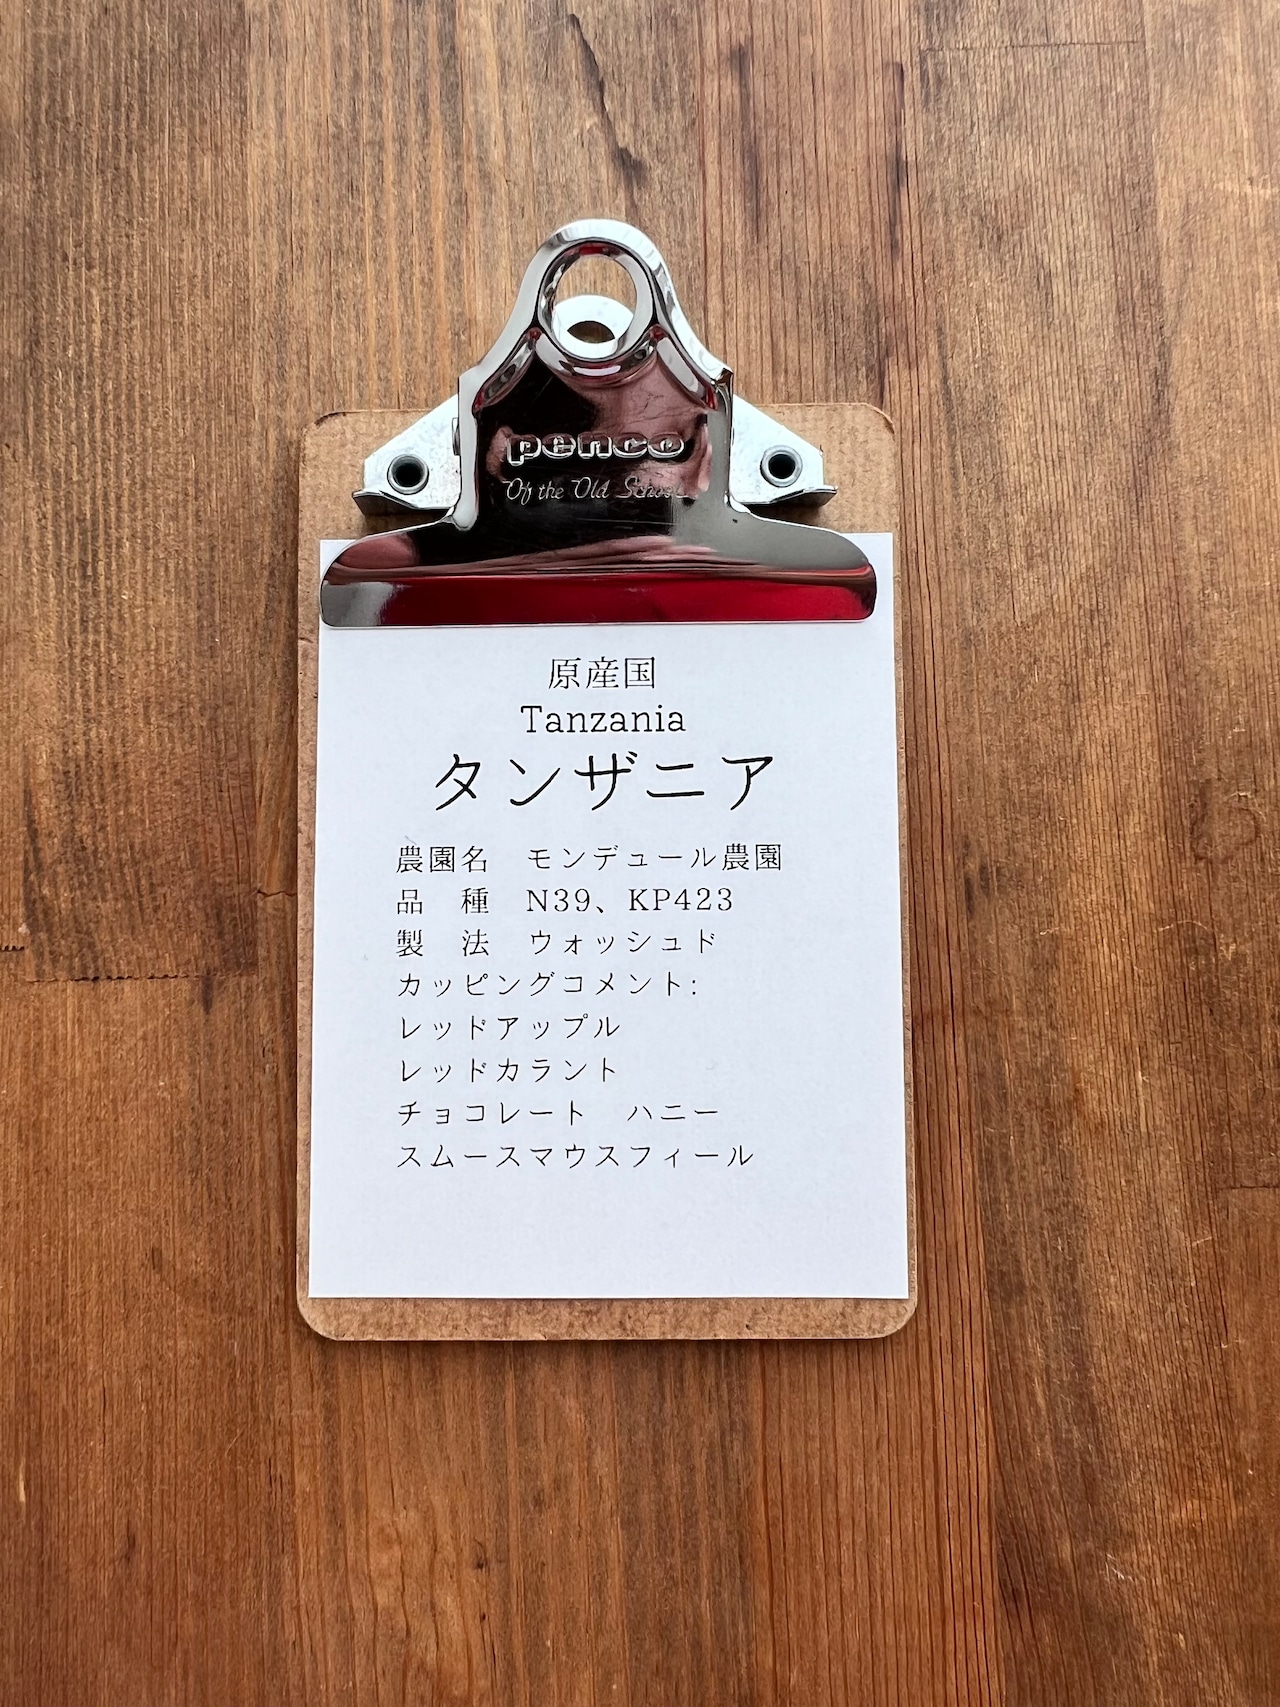 penco
Of the Old School
原産国
Tanzania
タンザニア
農園名　モンデュール農園
品　種　N39、KP423
製　法　ウォッシュド
カッピングコメント:
レッドアップル
レッドカラント
チョコレート　ハニー
スムースマウスフィール